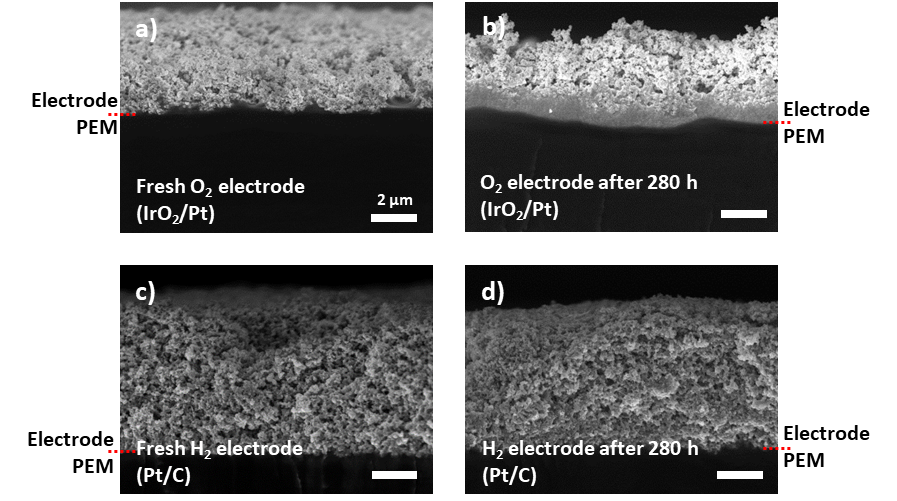 a)
Electrode
PEM
Fresh O₂ electrode
(IrO₂/Pt)
2 µm
b)
Electrode
PEM
O₂ electrode after 280 h
(IrO₂/Pt)
c)
Electrode
PEM
Fresh H₂ electrode
(Pt/C)
d)
Electrode
PEM
H₂ electrode after 280 h
(Pt/C)